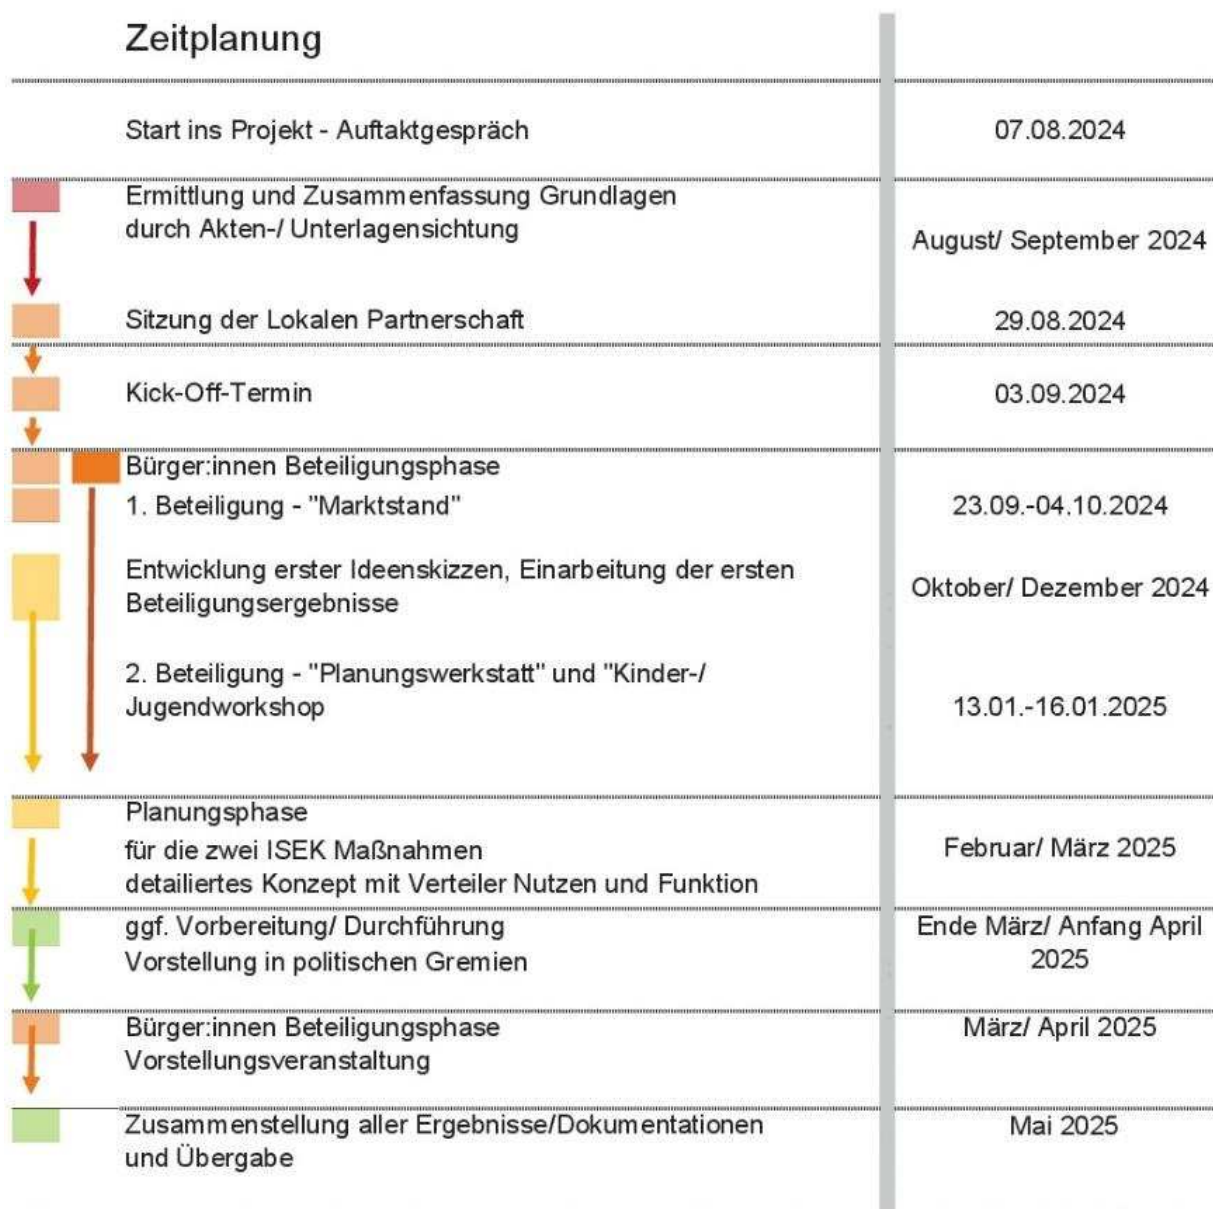 Zeitplanung
Start ins Projekt - Auftaktgespräch
07.08.2024
Ermittlung und Zusammenfassung Grundlagen
durch Akten-/ Unterlagensichtung
August/ September 2024
Sitzung der Lokalen Partnerschaft
29.08.2024
Kick-Off-Termin
03.09.2024
Bürger:innen Beteiligungsphase
1. Beteiligung - "Marktstand"
23.09.-04.10.2024
Entwicklung erster Ideenskizzen, Einarbeitung der ersten
Beteiligungsergebnisse
Oktober/ Dezember 2024
2. Beteiligung - "Planungswerkstatt" und "Kinder-/
Jugendworkshop
13.01.-16.01.2025
Planungsphase
für die zwei ISEK Maßnahmen
detailiertes Konzept mit Verteiler Nutzen und Funktion
Februar/ März 2025
ggf. Vorbereitung/ Durchführung
Vorstellung in politischen Gremien
Ende März/ Anfang April
2025
Bürger:innen Beteiligungsphase
Vorstellungsveranstaltung
März/ April 2025
Zusammenstellung aller Ergebnisse/Dokumentationen
und Übergabe
Mai 2025